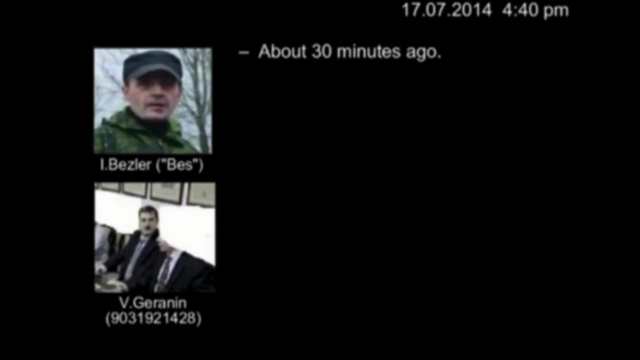 17.07.2014 4:40 pm
– About 30 minutes ago.
I.Bezler ("Bes")
V.Geranin
(9031921428)